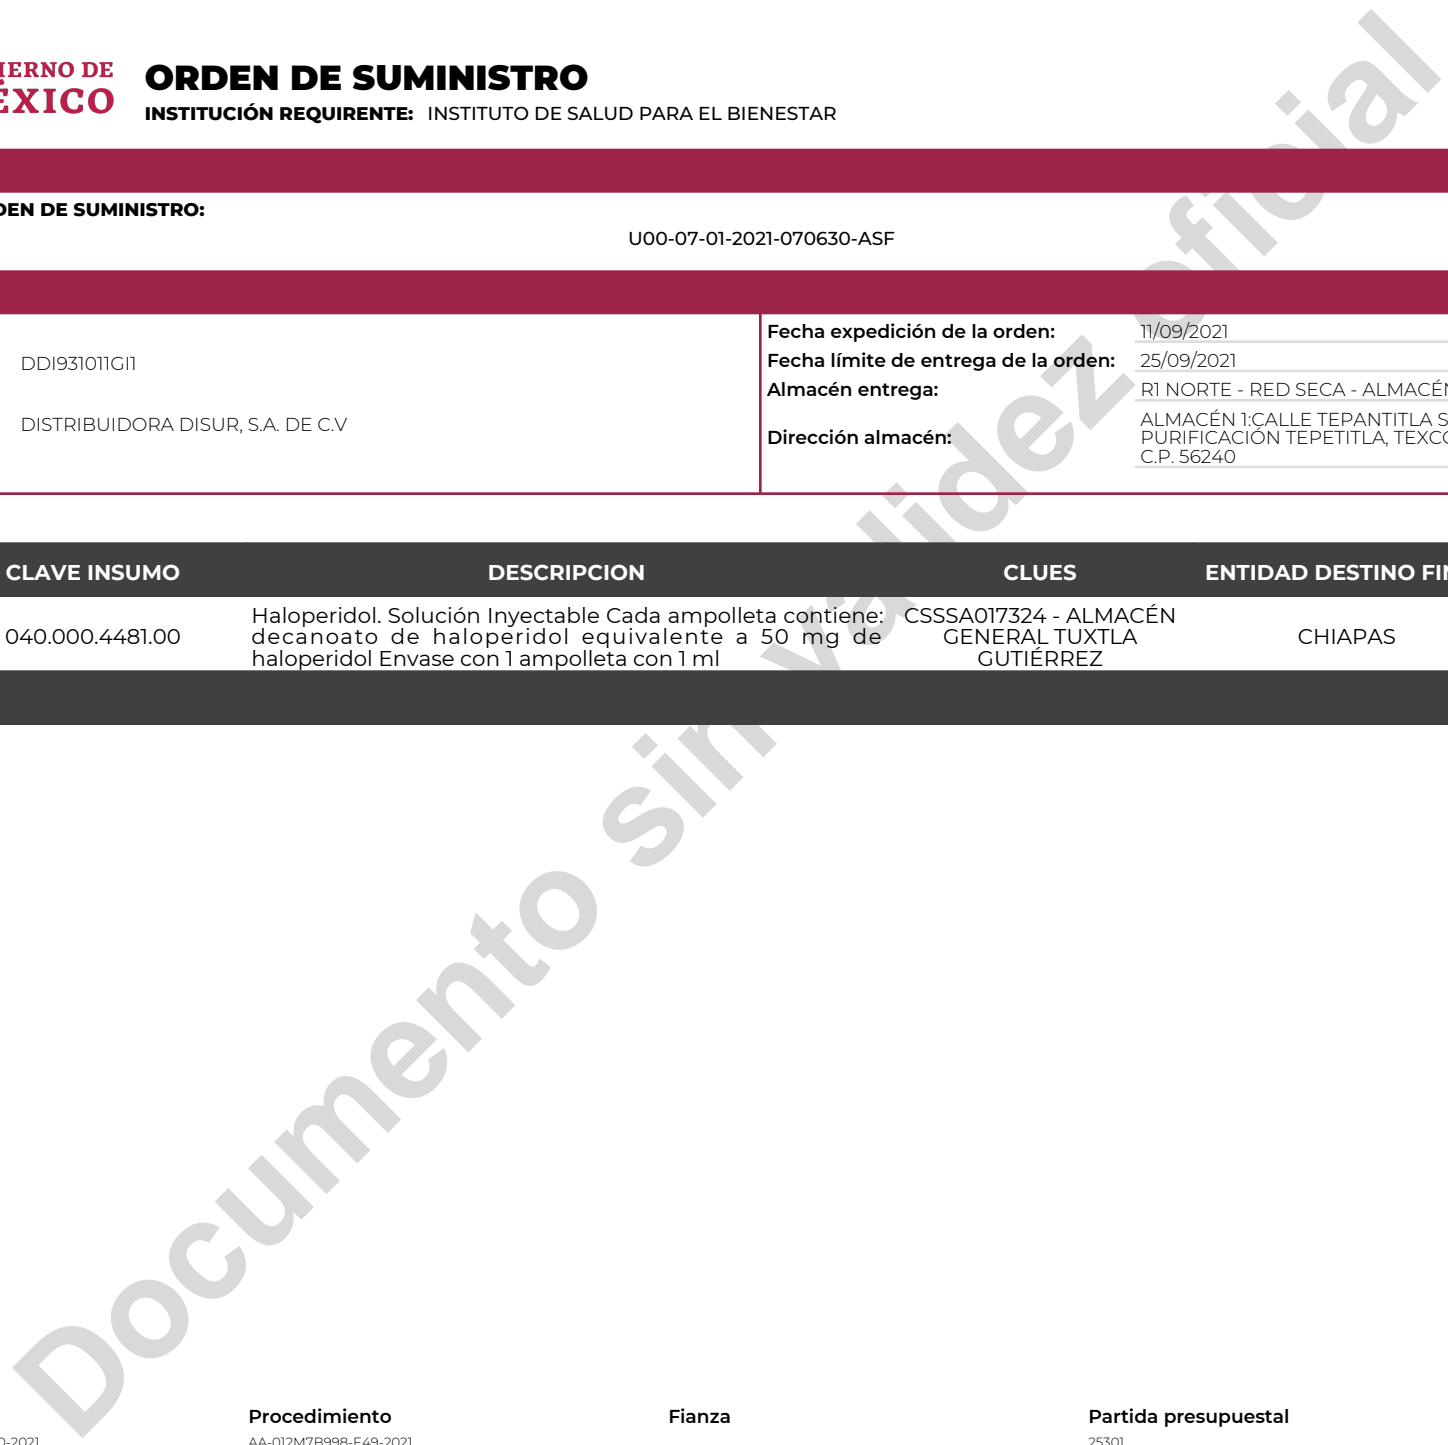 IERNO DE
ÉXICO
ORDEN DE SUMINISTRO
INSTITUCIÓN REQUIRENTE: INSTITUTO DE SALUD PARA EL BIENESTAR
DEN DE SUMINISTRO:
U00-07-01-2021-070630-ASF
DDI931011GI1
DISTRIBUIDORA DISUR, S.A. DE C.V
Fecha expedición de la orden: 11/09/2021
Fecha límite de entrega de la orden: 25/09/2021
Almacén entrega: R1 NORTE - RED SECA - ALMACÉN
Dirección almacén: ALMACÉN 1:CALLE TEPANTITLA S
PURIFICACIÓN TEPETITLA, TEXCO
C.P. 56240
CLAVE INSUMO DESCRIPCION CLUES ENTIDAD DESTINO FIN
040.000.4481.00
Haloperidol. Solución Inyectable Cada ampolleta contiene:
decanoato de haloperidol equivalente a 50 mg de
haloperidol Envase con 1 ampolleta con 1 ml
CSSSA017324 - ALMACÉN
GENERAL TUXTLA
GUTIÉRREZ
CHIAPAS
Documento sin validez oficial
Procedimiento Fianza Partida presupuestal
0-2021 AA-012M7B998-E49-2021 25301